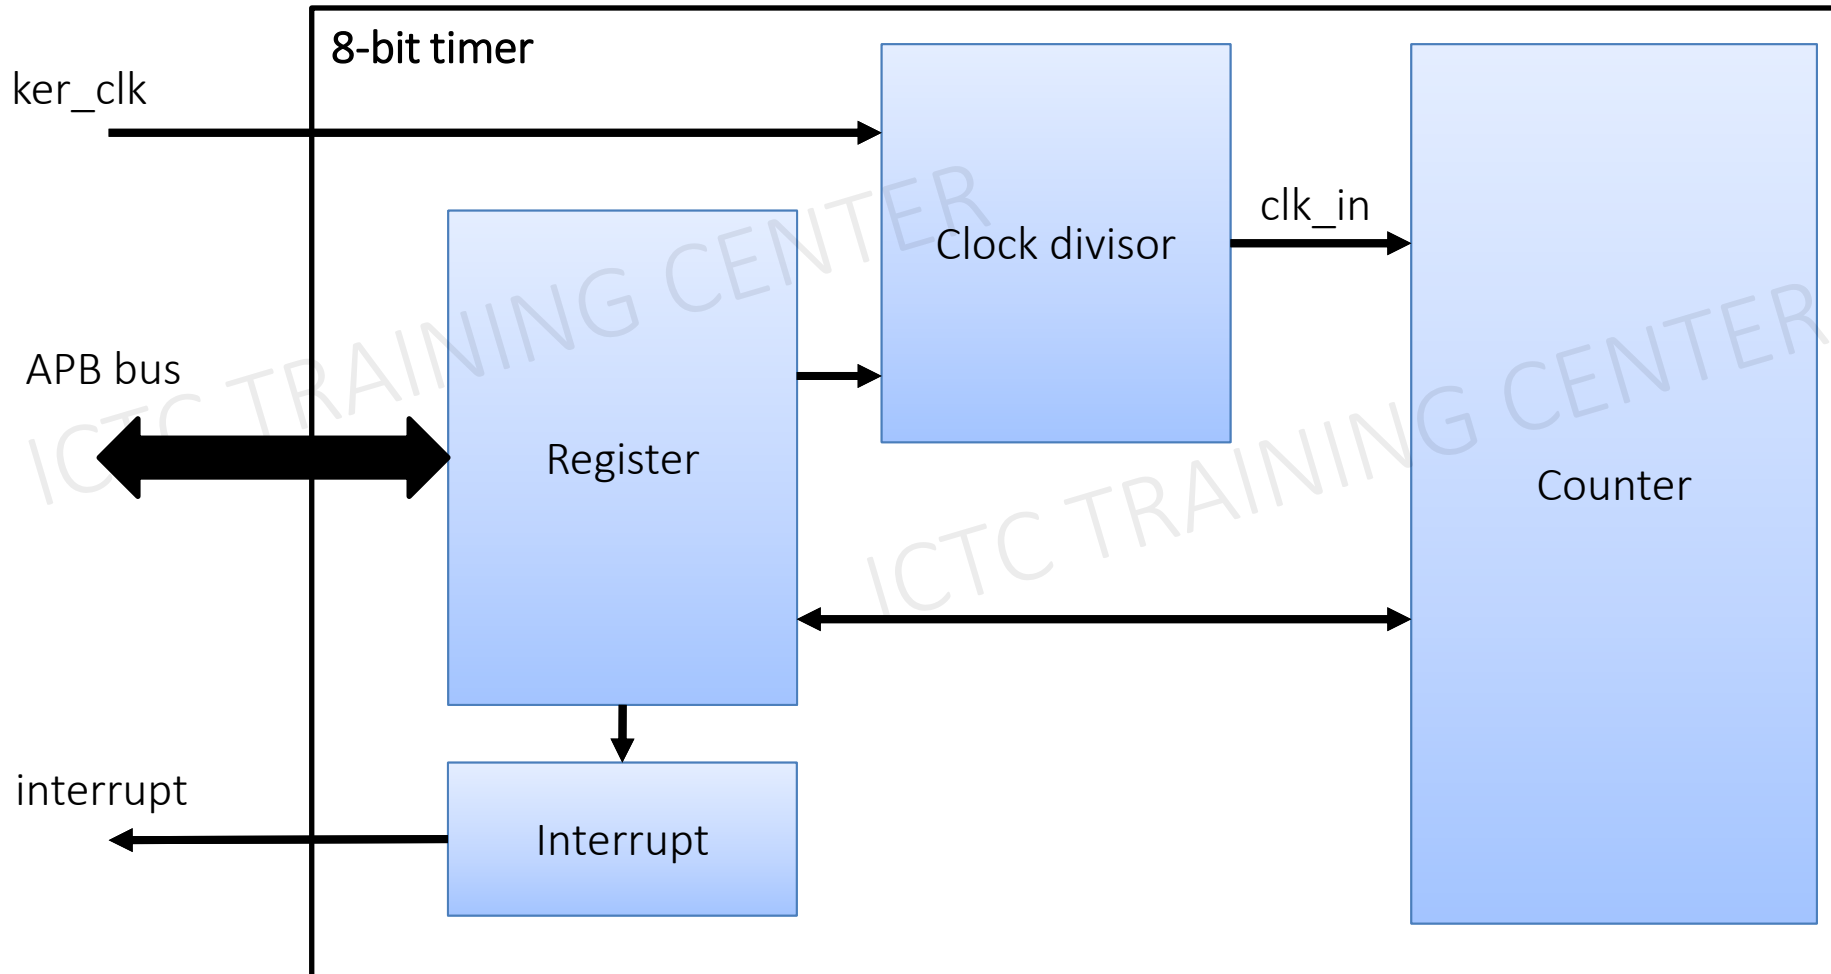 8-bit timer
ker_clk
clk_in
Clock divisor
APB bus
Register
Counter
interrupt
Interrupt
ICTC TRAINING CENTER
ICTC TRAINING CENTER